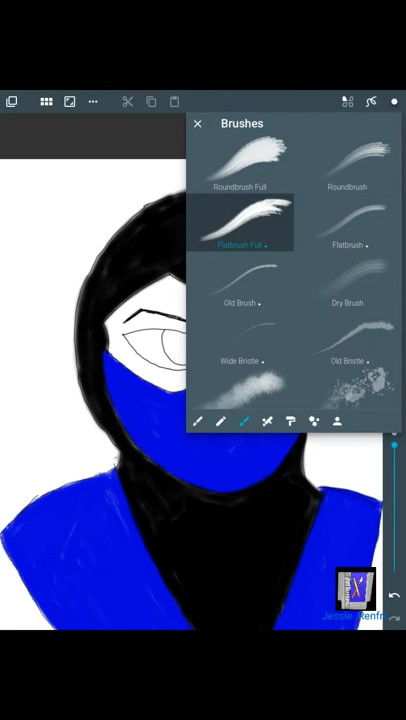 Brushes
Roundbrush Full
Roundbrush
Flatbrush Full
Flatbrush
Old Brush
Dry Brush
Wide Bristle
Old Bristle